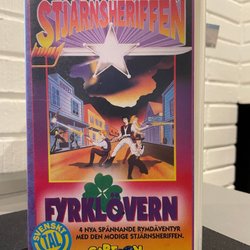 STJÄRNSHERIFFEN
FYRKLÖVERN
4 NYA SPÄNNANDE RYMDÄVENTYR
MED DEN MODIGE STJÄRNSHERIFFEN.
SVENSKT
TAL